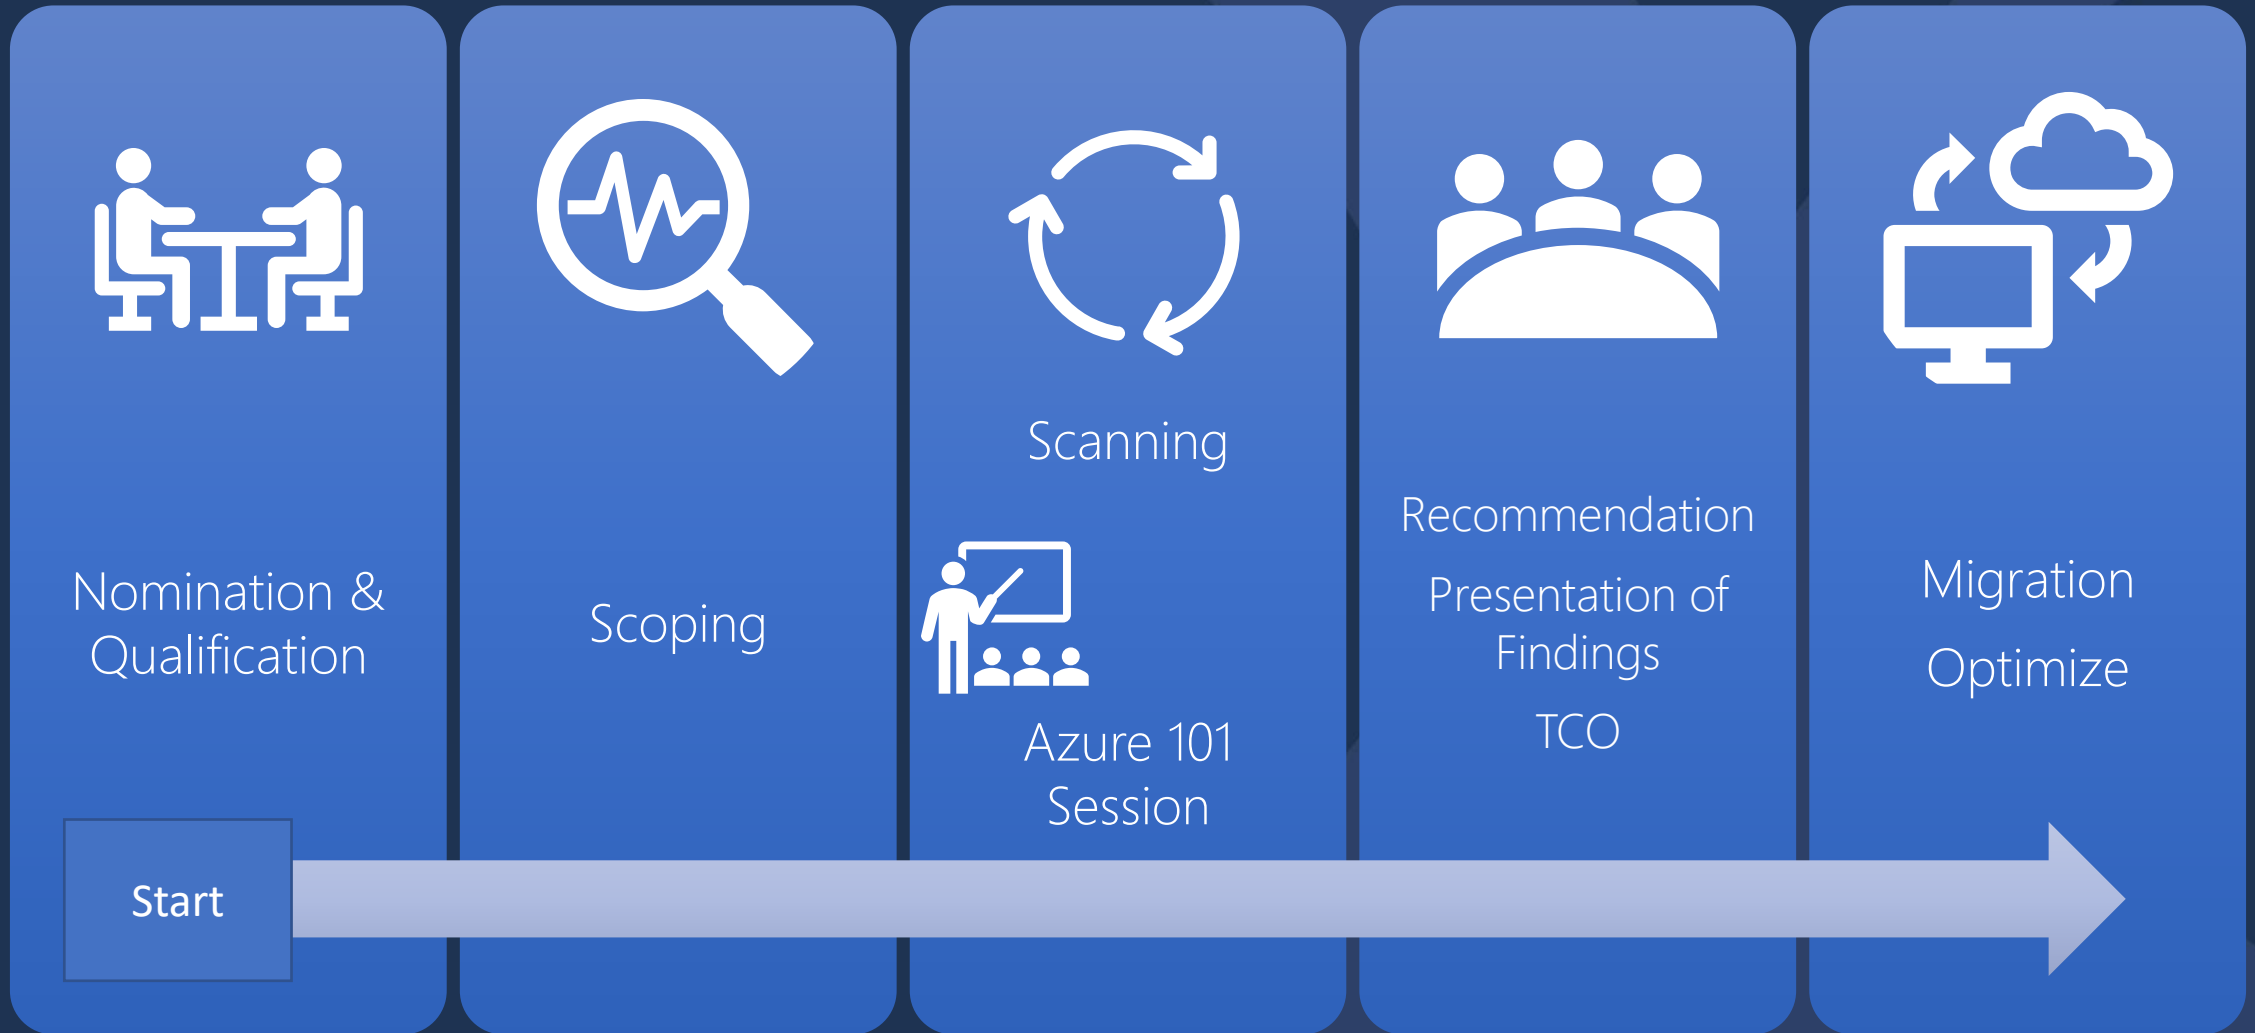 Nomination &
Qualification
Scoping
Scanning
Azure 101
Session
Recommendation
Presentation of
Findings
TCO
Migration
Optimize
Start